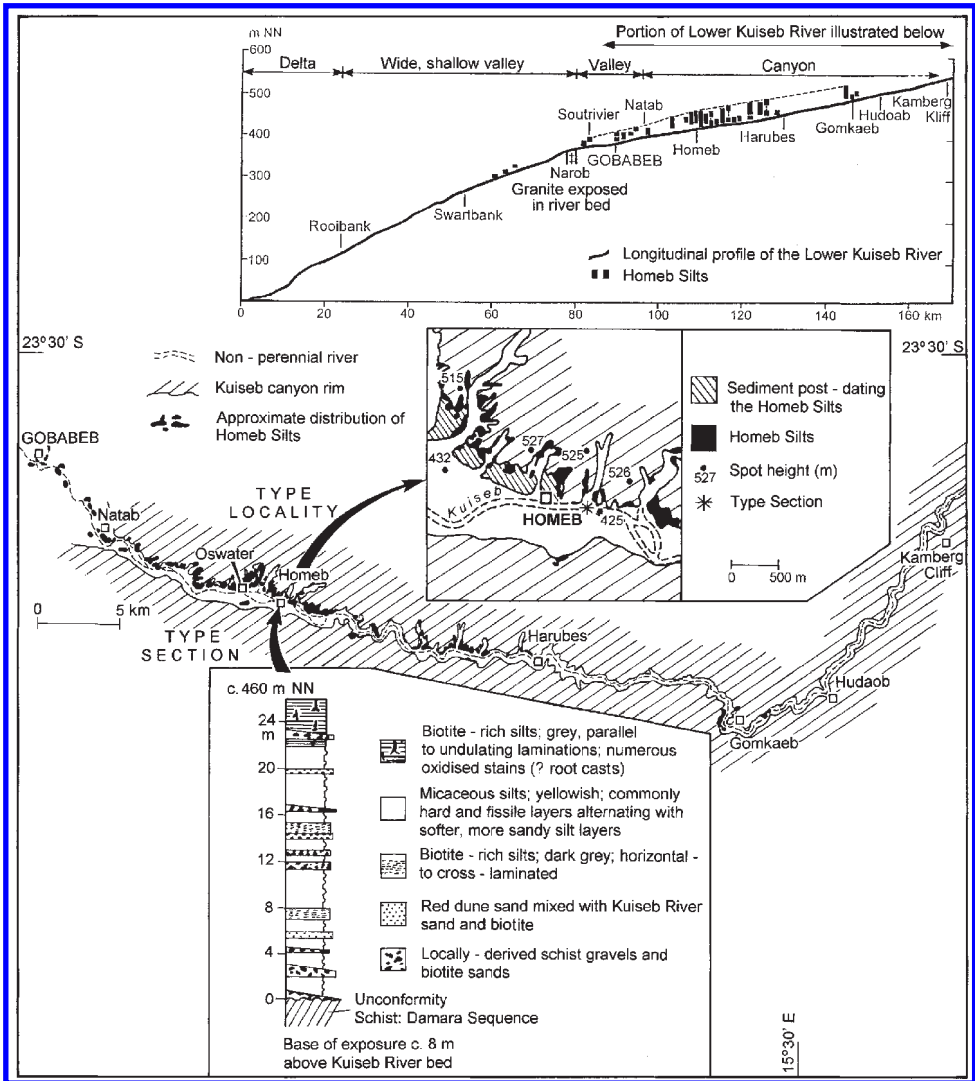 m NN
Portion of Lower Kuiseb River illustrated below
600
Delta
Wide, shallow valley
Valley
Canyon
500
400
300
200
100
Soutrivier
Natab
GOBABEB
Homeb
Harubes
Gomkaeb
Hudoab
Kamberg
Kliff
Narob
Granite exposed
in river bed
Swartbank
Rooibank
Longitudinal profile of the Lower Kuiseb River
Homeb Silts
0 20 40 60 80 100 120 140 160 km
23º30' S
23º30' S
Non - perennial river
Kuiseb canyon rim
Approximate distribution of
Homeb Silts
GOBABEB
TYPE
LOCALITY
Natab
Oswater
Homeb
0 5 km
TYPE
SECTION
Harubes
Gomkaeb
Hudaob
Kamberg
Cliff
515
432
527
525
526
425
Kuiseb
HOMEB
Sediment post - dating
the Homeb Silts
Homeb Silts
527
Spot height (m)
Type Section
0 500 m
c. 460 m NN
24
m
20
16
12
8
4
0
Biotite - rich silts; grey, parallel
to undulating laminations; numerous
oxidised stains (? root casts)
Micaceous silts; yellowish; commonly
hard and fissile layers alternating with
softer, more sandy silt layers
Biotite - rich silts; dark grey; horizontal -
to cross - laminated
Red dune sand mixed with Kuiseb River
sand and biotite
Locally - derived schist gravels and
biotite sands
Unconformity
Schist: Damara Sequence
Base of exposure c. 8 m
above Kuiseb River bed
15º30' E